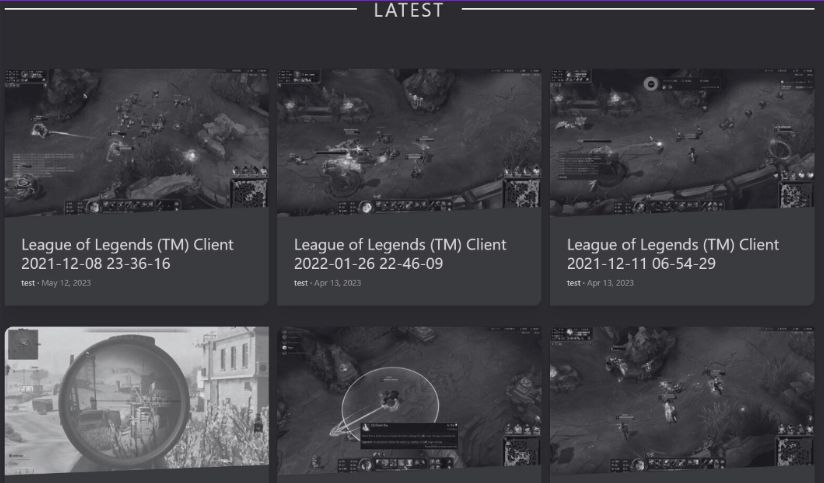 LATEST
League of Legends (TM) Client
2021-12-08 23-36-16
test • May 12, 2023
League of Legends (TM) Client
2022-01-26 22-46-09
test • Apr 13, 2023
League of Legends (TM) Client
2021-12-11 06-54-29
test • Apr 13, 2023